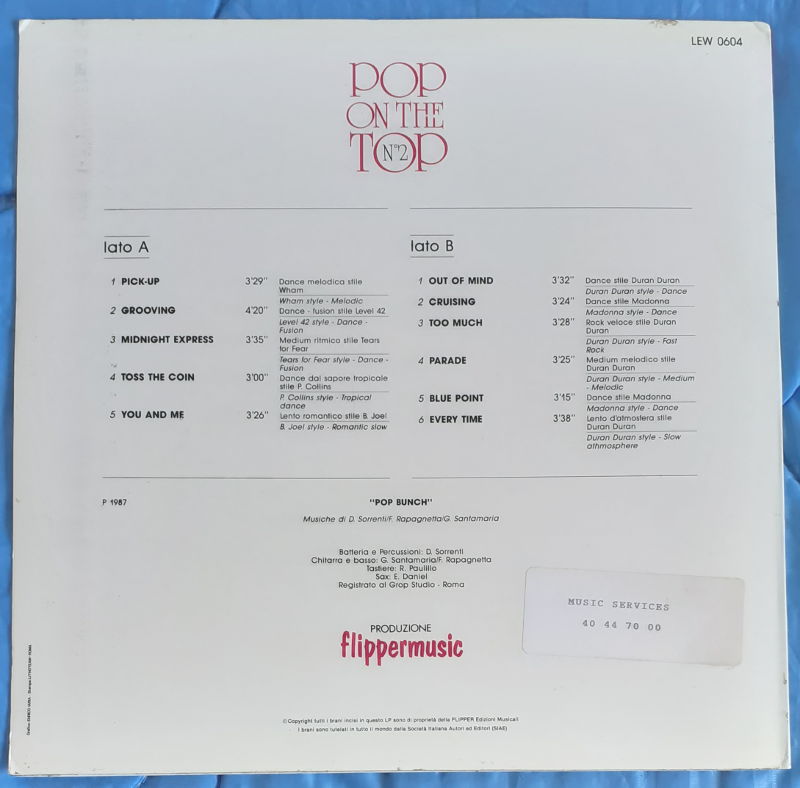 LEW 0604
POP
ON THE
TOP
N°2
lato A
1 PICK-UP 3'29" Dance melodica stile
Wham
Wham style - Melodic
2 GROOVING 4'20" Dance - fusion stile Level 42
Level 42 style - Dance -
Fusion
3 MIDNIGHT EXPRESS 3'35" Medium ritmico stile Tears
for Fear
Tears for Fear style - Dance -
Fusion
4 TOSS THE COIN 3'00" Dance dal sapore tropicale
stile P. Collins
P. Collins style - Tropical
dance
5 YOU AND ME 3'26" Lento romantico stile B. Joel
B. Joel style - Romantic slow
lato B
1 OUT OF MIND 3'32" Dance stile Duran Duran
Duran Duran style - Dance
2 CRUISING 3'24" Dance stile Madonna
Madonna style - Dance
3 TOO MUCH 3'28" Rock veloce stile Duran
Duran
Duran Duran style - Fast
Rock
4 PARADE 3'25" Medium melodico stile
Duran Duran
Duran Duran style - Medium
- Melodic
5 BLUE POINT 3'45" Dance stile Madonna
Madonna style - Dance
6 EVERY TIME 3'38" Lento d'atmosfera stile
Duran Duran
Duran Duran style - Slow
athmosphere
P 1987
"POP BUNCH"
Musiche di D. Sorrenti/F. Rapagnetta/G. Santamaria
Batteria e Percussioni: D. Sorrenti
Chitarra e basso: G. Santamaria/F. Rapagnetta
Tastiere: R. Paulillo
Sax: E. Daniel
Registrato al Grop Studio - Roma
MUSIC SERVICES
40 44 70 00
PRODUZIONE
flippermusic
© Copyright tutti i brani incisi in questo LP sono di proprietà della FLIPPER Edizioni Musicali
I brani sono tutelati in tutto il mondo dalla Società Italiana Autori ed Editori (SIAE)